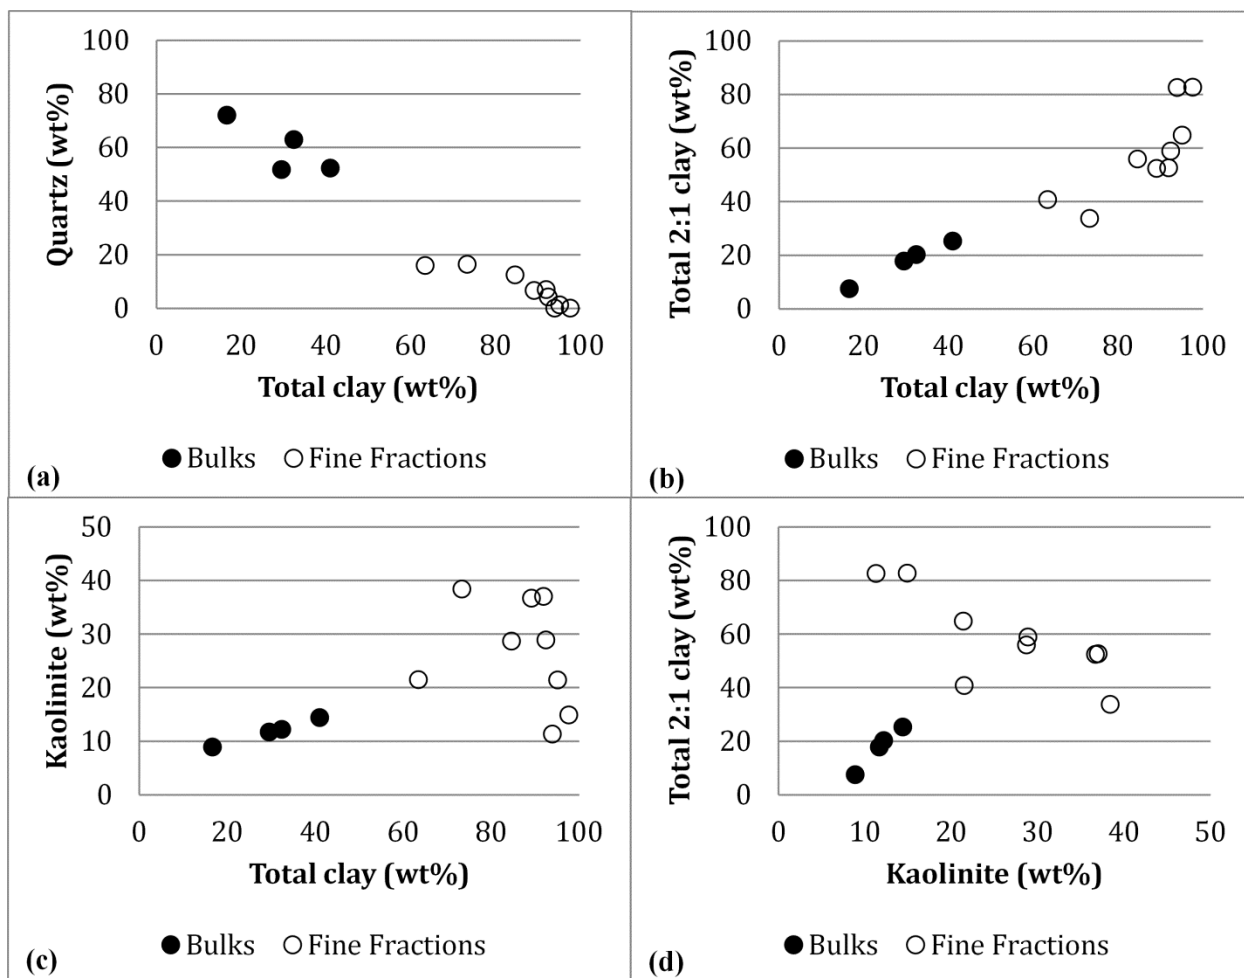 100
80
60
40
20
0
Quartz (wt%)
0 20 40 60 80 100
Total clay (wt%)
Bulks Fine Fractions
(a)
100
80
60
40
20
0
Total 2:1 clay (wt%)
0 20 40 60 80 100
Total clay (wt%)
Bulks Fine Fractions
(b)
50
40
30
20
10
0
Kaolinite (wt%)
0 20 40 60 80 100
Total clay (wt%)
Bulks Fine Fractions
(c)
100
80
60
40
20
0
Total 2:1 clay (wt%)
0 10 20 30 40 50
Kaolinite (wt%)
Bulks Fine Fractions
(d)